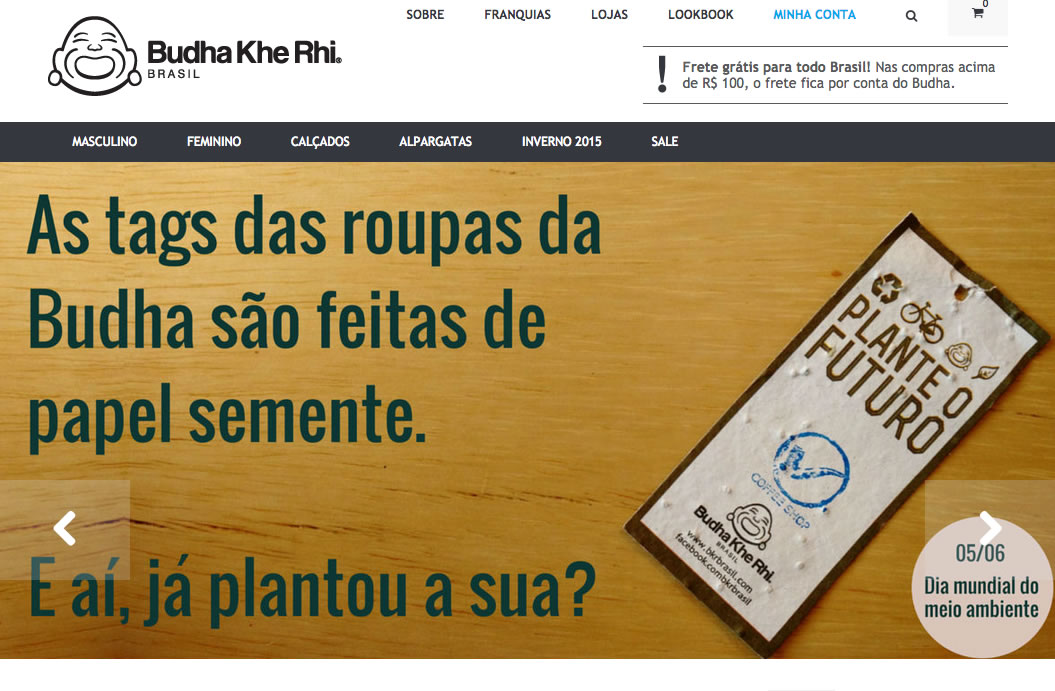 SOBRE FRANQUIAS LOJAS LOOKBOOK MINHA CONTA 0
Budha Khe Rhi®
BRASIL
Frete grátis para todo Brasil! Nas compras acima
de R$ 100, o frete fica por conta do Budha.
MASCULINO FEMININO CALÇADOS ALPARGATAS INVERNO 2015 SALE
As tags das roupas da
Budha são feitas de
papel semente.
E aí, já plantou a sua?
PLANTE O
FUTURO
COFFEE SHOP
Budha Khe Rhi.
BRASIL
www.bkrbrasil.com
facebook.com/bkrbrasil
05/06
Dia mundial do
meio ambiente